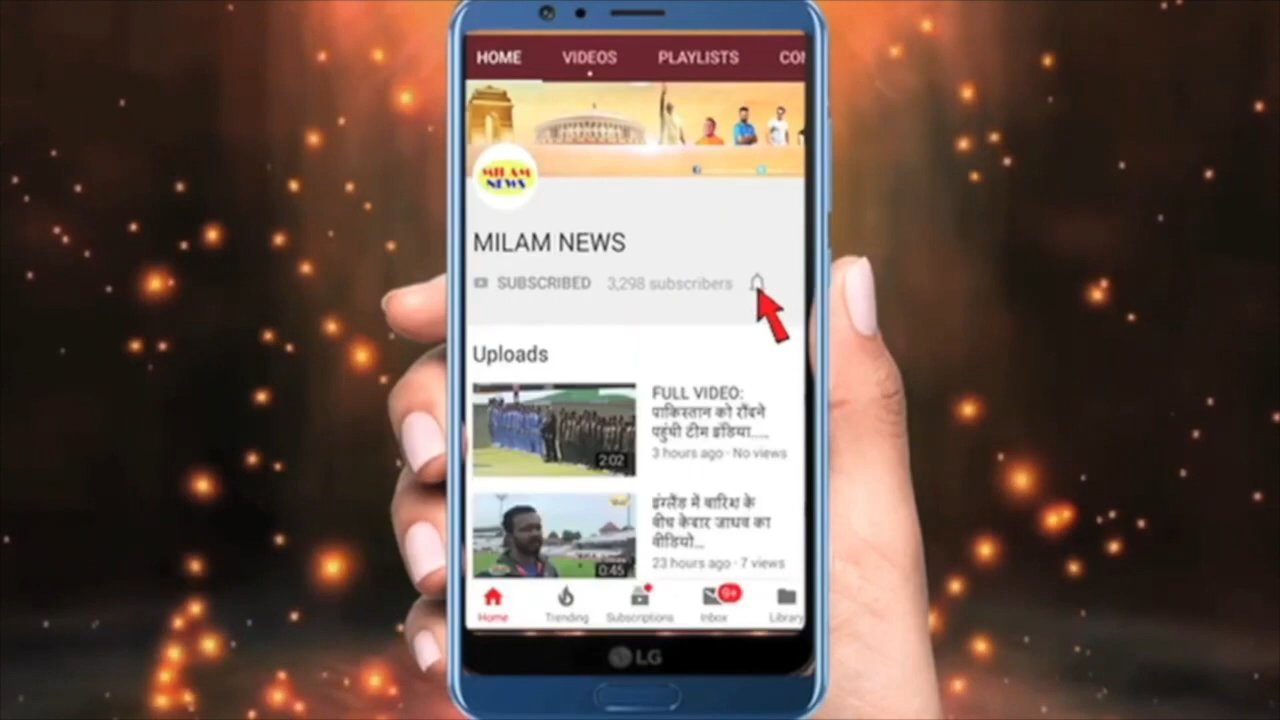 HOME VIDEOS PLAYLISTS CON
MILAM
NEWS
MILAM NEWS
SUBSCRIBED 3,298 subscribers
Uploads
FULL VIDEO:
पाकिस्तान को रौंदने
पहुंची टीम इंडिया.....
3 hours ago · No views
2:02
इंग्लैंड में बारिश के
बीच केदार जाधव का
वीडियो...
23 hours ago · 7 views
0:45
9+
Home Trending Subscriptions Inbox Library
LG